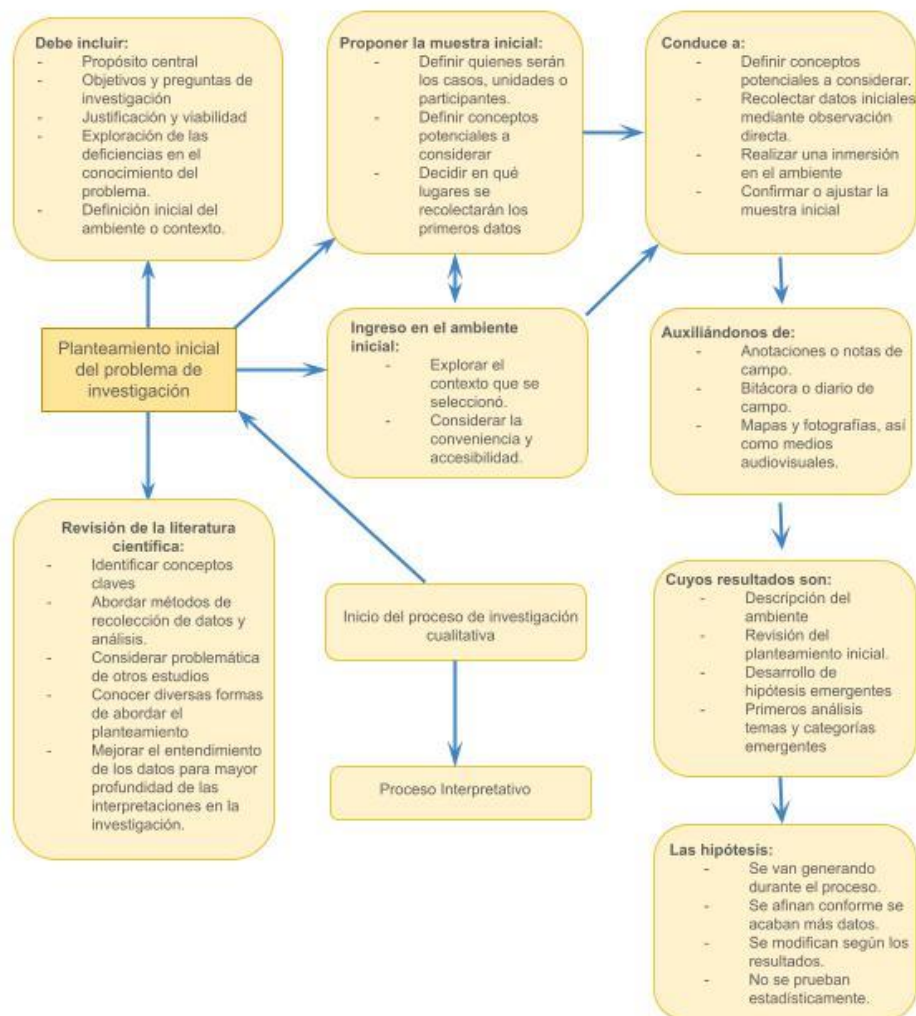 Debe incluir:
- Propósito central
- Objetivos y preguntas de
investigación
- Justificación y viabilidad
- Exploración de las
deficiencias en el
conocimiento del
problema.
- Definición inicial del
ambiente o contexto.
Proponer la muestra inicial:
- Definir quienes serán
los casos, unidades o
participantes.
- Definir conceptos
potenciales a
considerar
- Decidir en qué
lugares se
recolectarán los
primeros datos
Conduce a:
- Definir conceptos
potenciales a considerar.
- Recolectar datos iniciales
mediante observación
directa.
- Realizar una inmersión
en el ambiente
- Confirmar o ajustar la
muestra inicial
Planteamiento inicial
del problema de
investigación
Ingreso en el ambiente
inicial:
- Explorar el
contexto que se
seleccionó.
- Considerar la
conveniencia y
accesibilidad.
Auxiliándonos de:
- Anotaciones o notas de
campo.
- Bitácora o diario de
campo.
- Mapas y fotografías, así
como medios
audiovisuales.
Revisión de la literatura
científica:
- Identificar conceptos
claves
- Abordar métodos de
recolección de datos y
análisis.
- Considerar problemática
de otros estudios
- Conocer diversas formas
de abordar el
planteamiento
- Mejorar el entendimiento
de los datos para mayor
profundidad de las
interpretaciones en la
investigación.
Inicio del proceso de investigación
cualitativa
Proceso Interpretativo
Cuyos resultados son:
- Descripción del
ambiente
- Revisión del
planteamiento inicial.
- Desarrollo de
hipótesis emergentes
- Primeros análisis
temas y categorías
emergentes
Las hipótesis:
- Se van generando
durante el proceso.
- Se afinan conforme se
acaban más datos.
- Se modifican según los
resultados.
- No se prueban
estadísticamente.